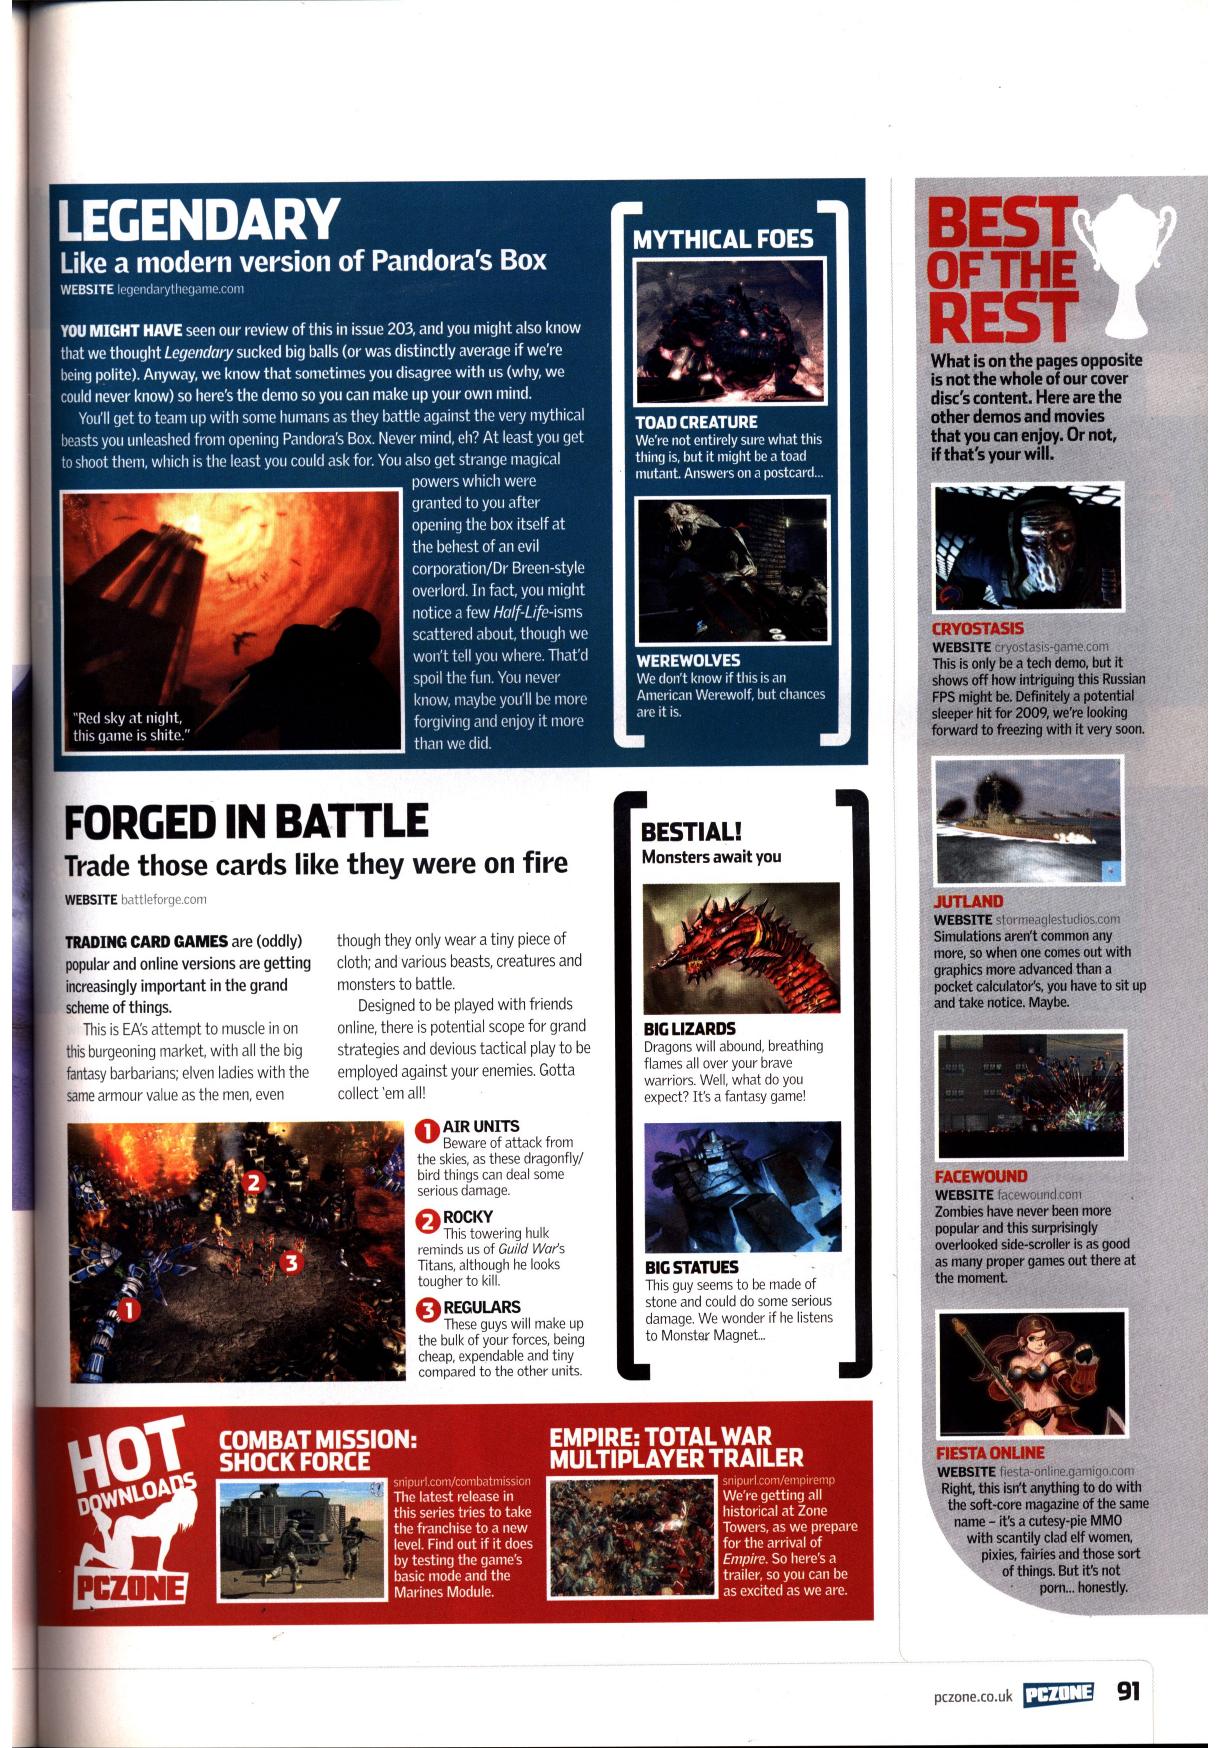 LEGENDARY
Like a modern version of Pandora's Box
WEBSITE legendarythegame.com
YOU MIGHT HAVE seen our review of this in issue 203, and you might also know
that we thought Legendary sucked big balls (or was distinctly average if we're
being polite). Anyway, we know that sometimes you disagree with us (why, we
could never know) so here's the demo so you can make up your own mind.
You'll get to team up with some humans as they battle against the very mythical
beasts you unleashed from opening Pandora's Box. Never mind, eh? At least you get
to shoot them, which is the least you could ask for. You also get strange magical
powers which were
granted to you after
opening the box itself at
the behest of an evil
corporation/Dr Breen-style
overlord. In fact, you might
notice a few Half-Life-isms
scattered about, though we
won't tell you where. That'd
spoil the fun. You never
know, maybe you'll be more
forgiving and enjoy it more
than we did.
"Red sky at night,
this game is shite."
MYTHICAL FOES
TOAD CREATURE
We're not entirely sure what this
thing is, but it might be a toad
mutant. Answers on a postcard...
WEREWOLVES
We don't know if this is an
American Werewolf, but chances
are it is.
FORGED IN BATTLE
Trade those cards like they were on fire
WEBSITE battleforge.com
TRADING CARD GAMES are (oddly)
popular and online versions are getting
increasingly important in the grand
scheme of things.
This is EA's attempt to muscle in on
this burgeoning market, with all the big
fantasy barbarians; elven ladies with the
same armour value as the men, even
though they only wear a tiny piece of
cloth; and various beasts, creatures and
monsters to battle.
Designed to be played with friends
online, there is potential scope for grand
strategies and devious tactical play to be
employed against your enemies. Gotta
collect 'em all!
2
3
1
1 AIR UNITS
Beware of attack from
the skies, as these dragonfly/
bird things can deal some
serious damage.
2 ROCKY
This towering hulk
reminds us of Guild War's
Titans, although he looks
tougher to kill.
3 REGULARS
These guys will make up
the bulk of your forces, being
cheap, expendable and tiny
compared to the other units.
BESTIAL!
Monsters await you
BIG LIZARDS
Dragons will abound, breathing
flames all over your brave
warriors. Well, what do you
expect? It's a fantasy game!
BIG STATUES
This guy seems to be made of
stone and could do some serious
damage. We wonder if he listens
to Monster Magnet...
HOT
DOWNLOADS
PCZONE
COMBAT MISSION:
SHOCK FORCE
snipurl.com/combatmission
The latest release in
this series tries to take
the franchise to a new
level. Find out if it does
by testing the game's
basic mode and the
Marines Module.
EMPIRE: TOTAL WAR
MULTIPLAYER TRAILER
snipurl.com/empiremp
We're getting all
historical at Zone
Towers, as we prepare
for the arrival of
Empire. So here's a
trailer, so you can be
as excited as we are.
BEST
OF THE
REST
What is on the pages opposite
is not the whole of our cover
disc's content. Here are the
other demos and movies
that you can enjoy. Or not,
if that's your will.
CRYOSTASIS
WEBSITE cryostasis-game.com
This is only be a tech demo, but it
shows off how intriguing this Russian
FPS might be. Definitely a potential
sleeper hit for 2009, we're looking
forward to freezing with it very soon.
JUTLAND
WEBSITE stormeaglestudios.com
Simulations aren't common any
more, so when one comes out with
graphics more advanced than a
pocket calculator's, you have to sit up
and take notice. Maybe.
FACEWOUND
WEBSITE facewound.com
Zombies have never been more
popular and this surprisingly
overlooked side-scroller is as good
as many proper games out there at
the moment.
FIESTA ONLINE
WEBSITE fiesta-online.gamigo.com
Right, this isn't anything to do with
the soft-core magazine of the same
name – it's a cutesy-pie MMO
with scantily clad elf women,
pixies, fairies and those sort
of things. But it's not
porn... honestly.
pczone.co.uk PCZONE 91